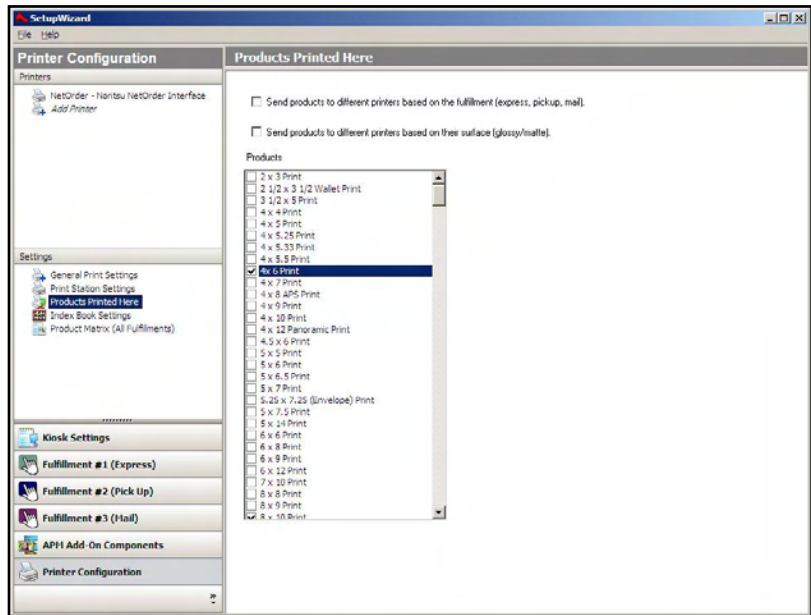 SetupWizard
File Help
Printer Configuration
Printers
NetOrder - Noritsu NetOrder Interface
Add Printer
Settings
General Print Settings
Print Station Settings
Products Printed Here
Index Book Settings
Product Matrix (All Fulfilments)
Kiosk Settings
Fulfillment #1 (Express)
Fulfillment #2 (Pick Up)
Fulfillment #3 (Mail)
APM Add-On Components
Printer Configuration
Products Printed Here
Send products to different printers based on the fulfillment (express, pickup, mail).
Send products to different printers based on their surface (glossy/matte).
Products
2 x 3 Print
2 1/2 x 3 1/2 Wallet Print
3 1/2 x 5 Print
4 x 4 Print
4 x 5 Print
4 x 5.25 Print
4 x 5.33 Print
4 x 5.5 Print
4x 6 Print
4 x 7 Print
4 x 8 APS Print
4 x 9 Print
4 x 10 Print
4 x 12 Panoramic Print
4.5 x 6 Print
5 x 5 Print
5 x 6 Print
5 x 6.5 Print
5 x 7 Print
5.25 x 7.25 (Envelope) Print
5 x 7.5 Print
5 x 14 Print
6 x 6 Print
6 x 8 Print
6 x 9 Print
6 x 12 Print
7 x 10 Print
8 x 8 Print
8 x 9 Print
8 x 10 Print